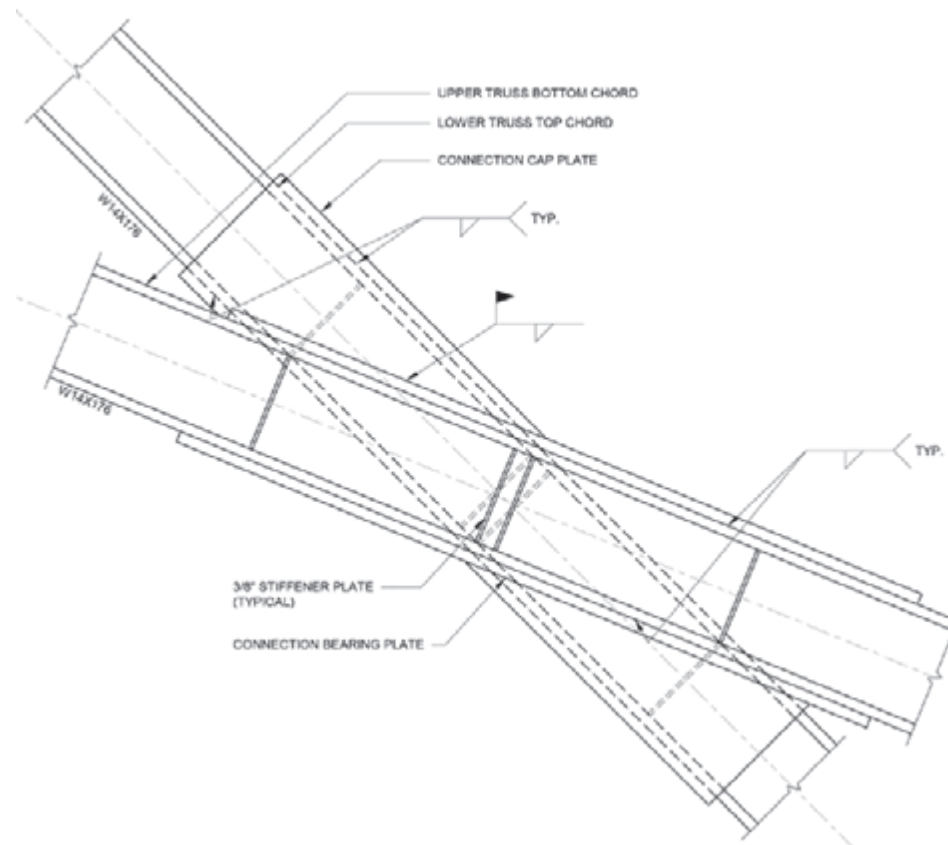 UPPER TRUSS BOTTOM CHORD
LOWER TRUSS TOP CHORD
CONNECTION CAP PLATE
TYP.
W14X176
W14X176
TYP.
3/8" STIFFENER PLATE
(TYPICAL)
CONNECTION BEARING PLATE